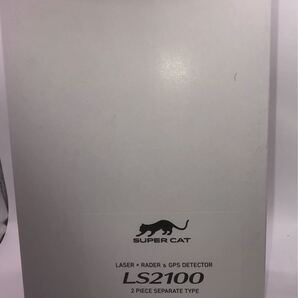 SUPER CAT
LASER + RADER & GPS DETECTOR
LS2100
2 PIECE SEPARATE TYPE